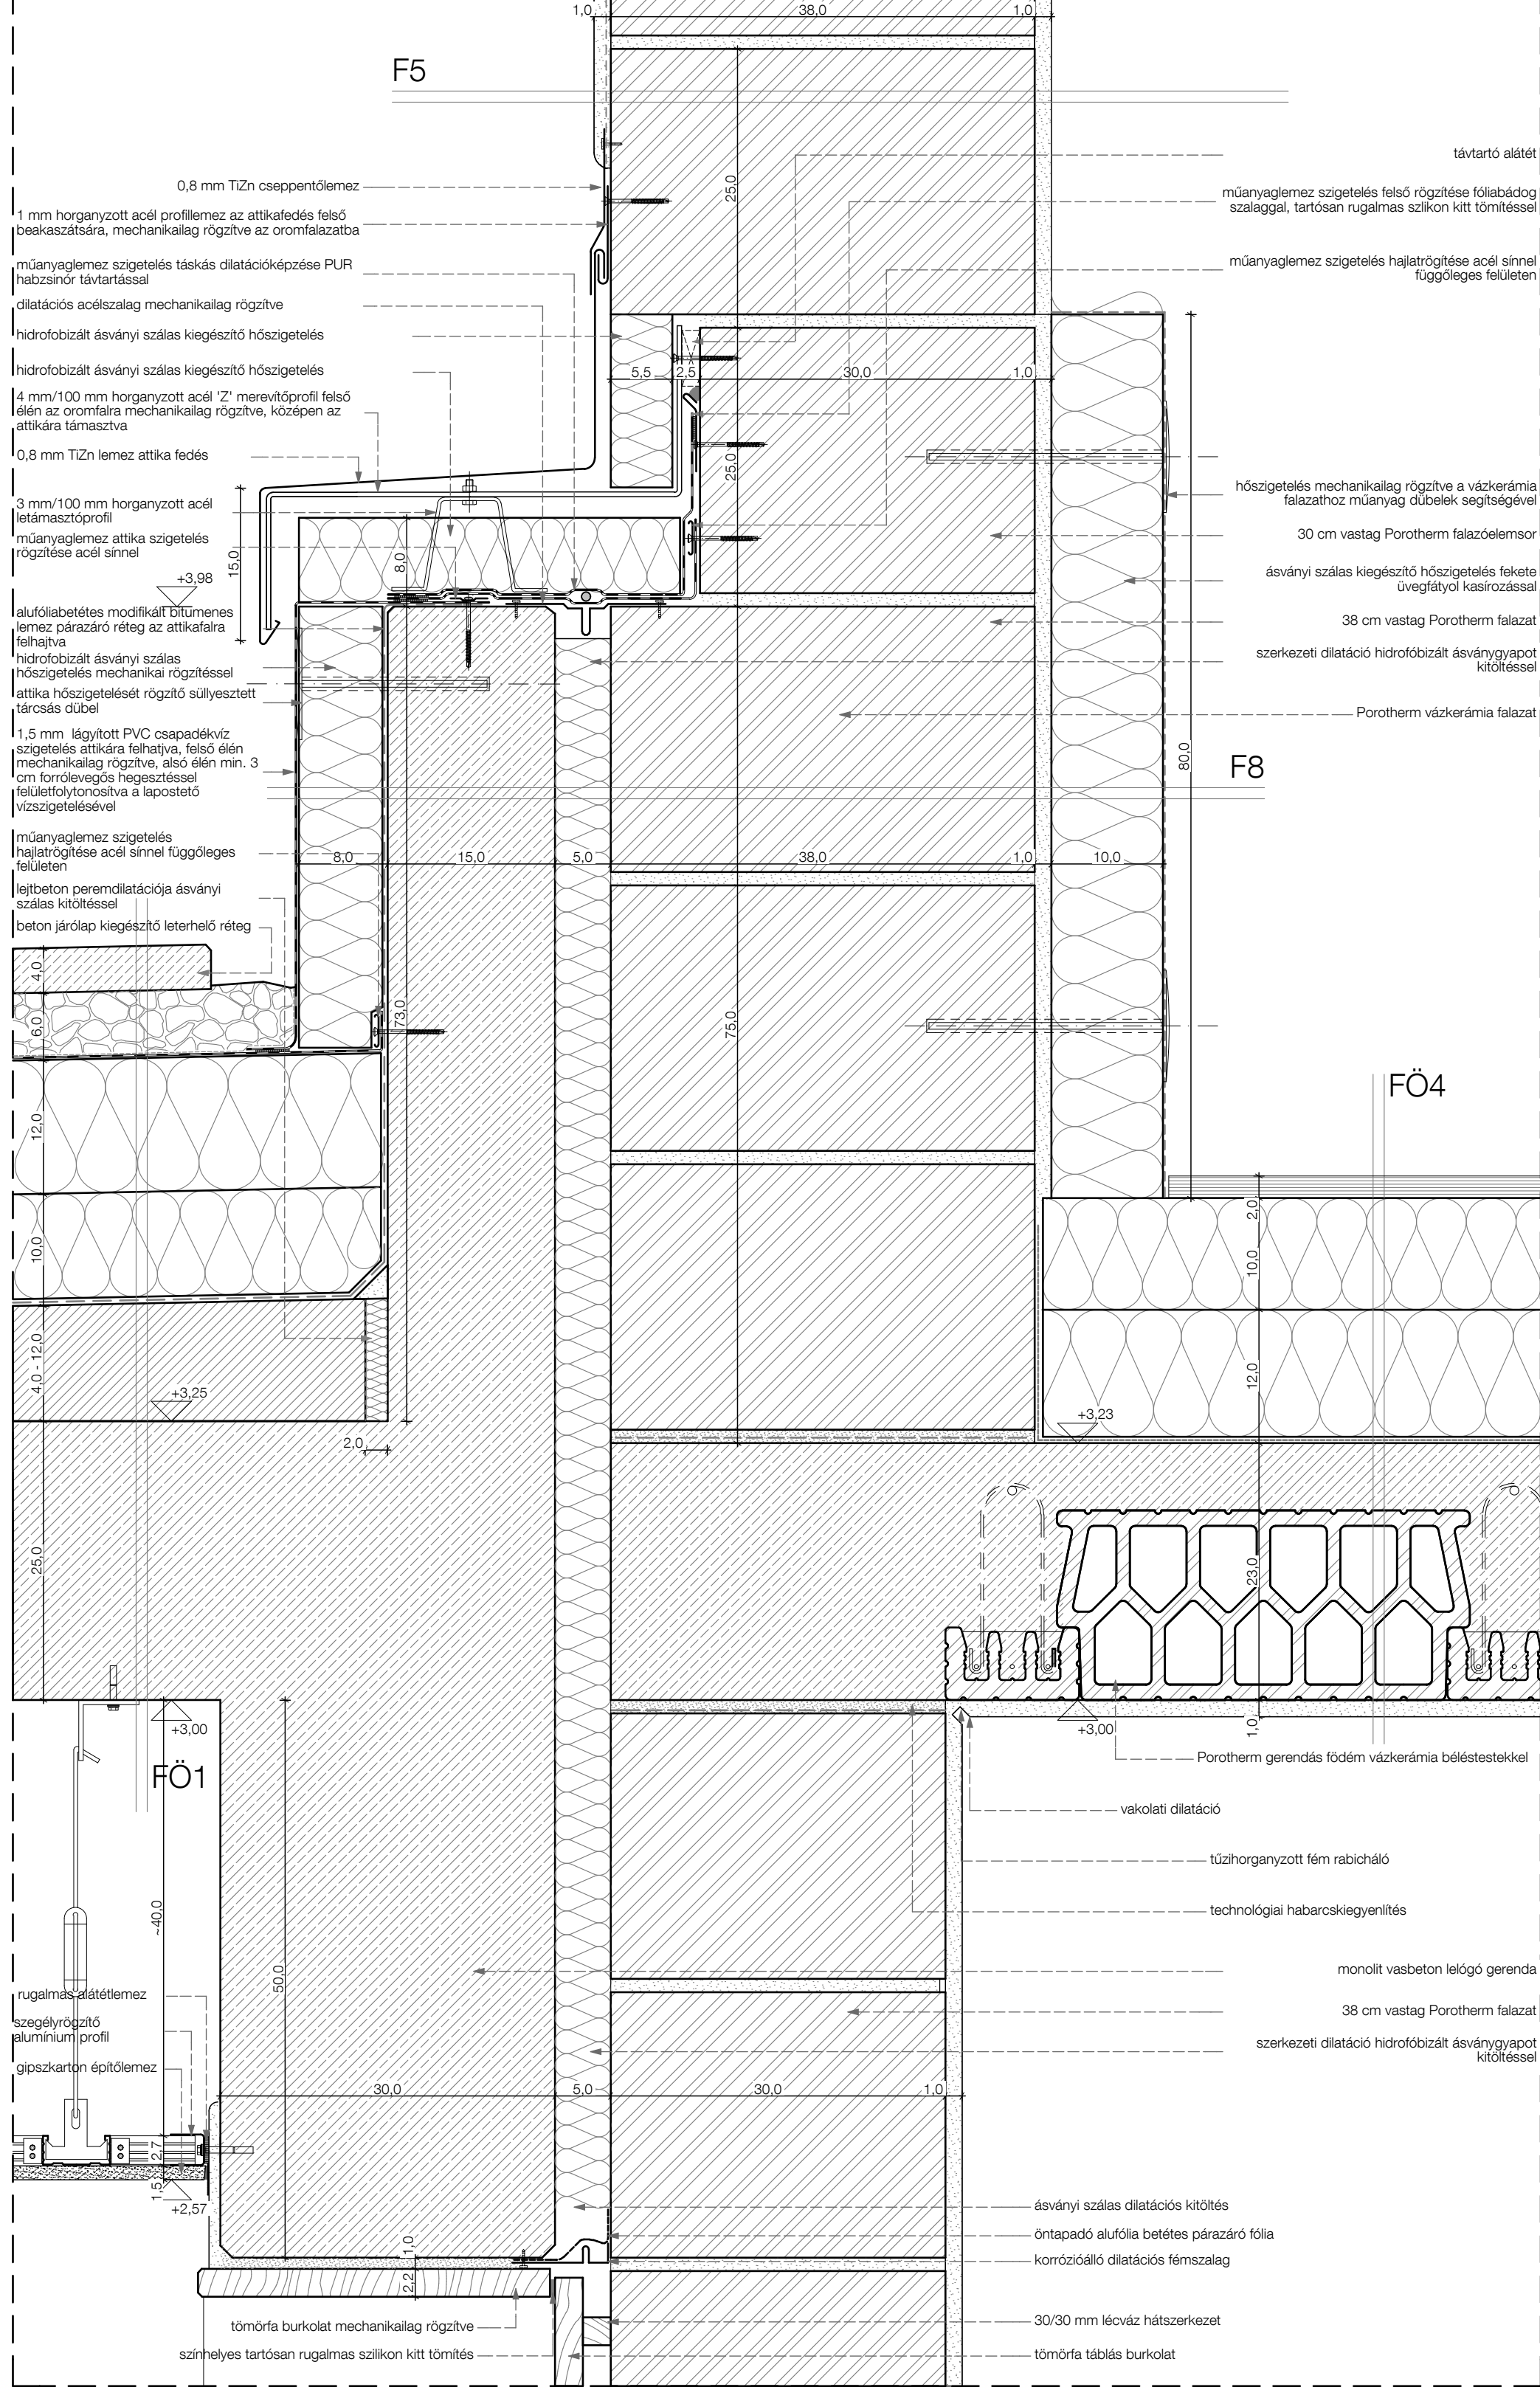 1,0
38,0
1,0
F5
25,0
0,8 mm TiZn cseppentőlemez
1 mm horganyzott acél profillemez az attikafedés felső
beakaszátsára, mechanikailag rögzítve az oromfalazatba
műanyaglemez szigetelés táskás dilatációképzése PUR
habzsinór távtartással
dilatációs acélszalag mechanikailag rögzítve
hidrofobizált ásványi szálas kiegészítő hőszigetelés
hidrofobizált ásványi szálas kiegészítő hőszigetelés
4 mm/100 mm horganyzott acél 'Z' merevítőprofil felső
élén az oromfalra mechanikailag rögzítve, középen az
attikára támasztva
0,8 mm TiZn lemez attika fedés
3 mm/100 mm horganyzott acél
letámasztóprofil
műanyaglemez attika szigetelés
rögzítése acél sínnel
+3,98
15,0
8,0
alufóliabetétes modifikált bitumenes
lemez párazáró réteg az attikafalra
felhajtva
hidrofobizált ásványi szálas
hőszigetelés mechanikai rögzítéssel
attika hőszigetelését rögzítő süllyesztett
tárcsás dübel
1,5 mm  lágyított PVC csapadékvíz
szigetelés attikára felhatjva, felső élén
mechanikailag rögzítve, alsó élén min. 3
cm forrólevegős hegesztéssel
felületfolytonosítva a lapostető
vízszigetelésével
műanyaglemez szigetelés
hajlatrögítése acél sínnel függőleges
felületen
lejtbeton peremdilatációja ásványi
szálas kitöltéssel
beton járólap kiegészítő leterhelő réteg
távtartó alátét
műanyaglemez szigetelés felső rögzítése fóliabádog
szalaggal, tartósan rugalmas szlikon kitt tömítéssel
műanyaglemez szigetelés hajlatrögítése acél sínnel
függőleges felületen
5,5
2,5
30,0
1,0
25,0
hőszigetelés mechanikailag rögzítve a vázkerámia
falazathoz műanyag dübelek segítségével
30 cm vastag Porotherm falazóelemsor
ásványi szálas kiegészítő hőszigetelés fekete
üvegfátyol kasírozással
38 cm vastag Porotherm falazat
szerkezeti dilatáció hidrofóbizált ásványgyapot
kitöltéssel
Porotherm vázkerámia falazat
80,0
F8
8,0
15,0
5,0
38,0
1,0
10,0
4,0
6,0
12,0
10,0
4,0 - 12,0
25,0
73,0
75,0
FÖ4
2,0
10,0
12,0
23,0
1,0
+3,25
2,0
+3,23
+3,00
+3,00
FÖ1
Porotherm gerendás födém vázkerámia béléstestekkel
vakolati dilatáció
tűzihorganyzott fém rabicháló
technológiai habarcskiegyenlítés
~40,0
50,0
monolit vasbeton lelógó gerenda
38 cm vastag Porotherm falazat
szerkezeti dilatáció hidrofóbizált ásványgyapot
kitöltéssel
rugalmas alátétlemez
szegélyrögzítő
alumínium profil
gipszkarton építőlemez
30,0
5,0
30,0
1,0
2,7
1,5
+2,57
1,0
2,2
ásványi szálas dilatációs kitöltés
öntapadó alufólia betétes párazáró fólia
korrózióálló dilatációs fémszalag
tömörfa burkolat mechanikailag rögzítve
színhelyes tartósan rugalmas szilikon kitt tömítés
30/30 mm lécváz hátszerkezet
tömörfa táblás burkolat